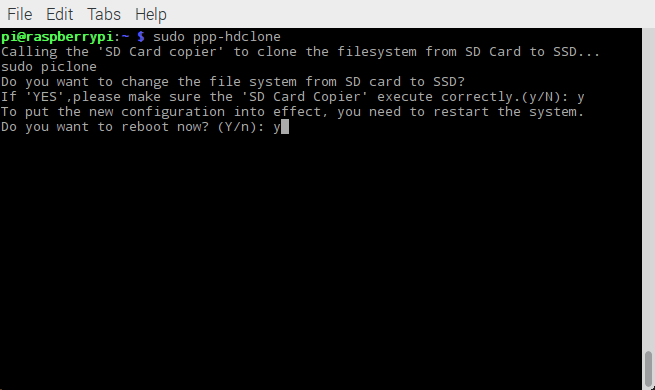 File Edit Tabs Help
pi@raspberrypi:~ $ sudo ppp-hdclone
Calling the 'SD Card copier' to clone the filesystem from SD Card to SSD...
sudo piclone
Do you want to change the file system from SD card to SSD?
If 'YES',please make sure the 'SD Card Copier' execute correctly.(y/N): y
To put the new configuration into effect, you need to restart the system.
Do you want to reboot now? (Y/n): y